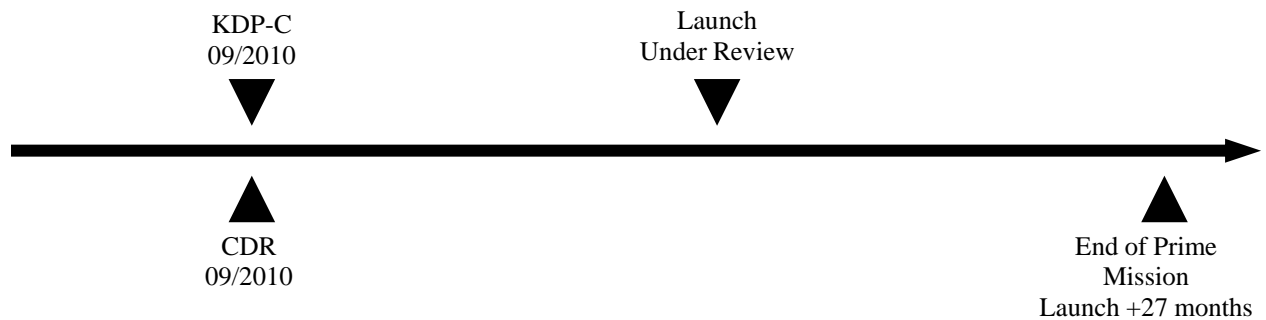 KDP-C
09/2010
Launch
Under Review
CDR
09/2010
End of Prime
Mission
Launch +27 months